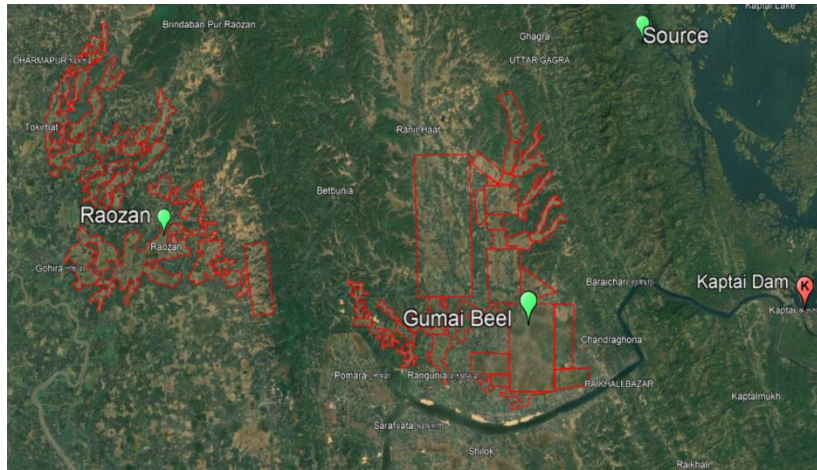 Kaptai Lake
Brindaban Pur Raozan
Source
Ghagra
UTTAR GAGRA
DHARMAPUR
Tokirhat
Ranir Haat
Betbunia
Raozan
Raozan
Gohira
Baraichari
Kaptai Dam
K
Kaptai
Gumai Beel
Chandraghona
Pomara
Rangunia
RAIKHALI BAZAR
Kaptaimukh
Sarafvata
Shilok
Raikhali